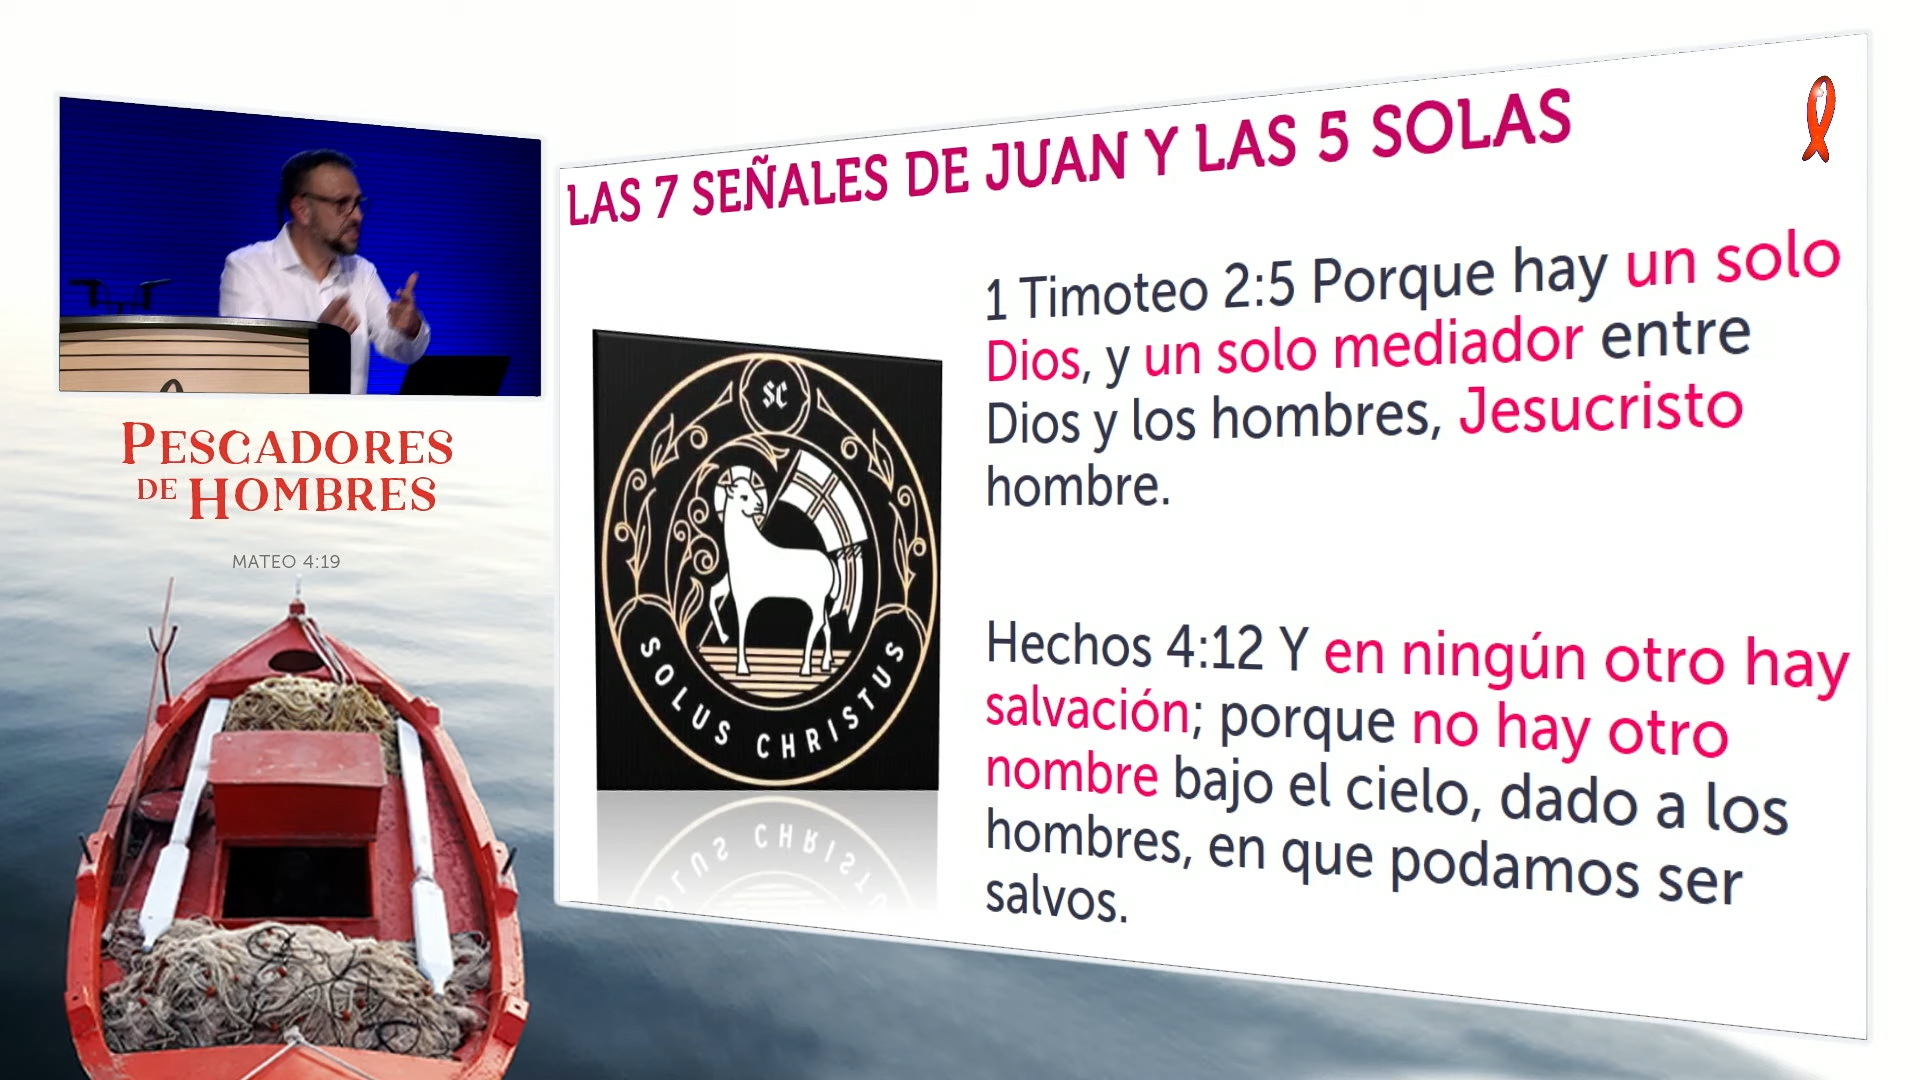 LAS 7 SEÑALES DE JUAN Y LAS 5 SOLAS
1 Timoteo 2:5 Porque hay un solo
Dios, y un solo mediador entre
Dios y los hombres, Jesucristo
hombre.
Hechos 4:12 Y en ningún otro hay
salvación; porque no hay otro
nombre bajo el cielo, dado a los
hombres, en que podamos ser
salvos.
SC
SOLUS CHRISTUS
PESCADORES
DE HOMBRES
MATEO 4:19